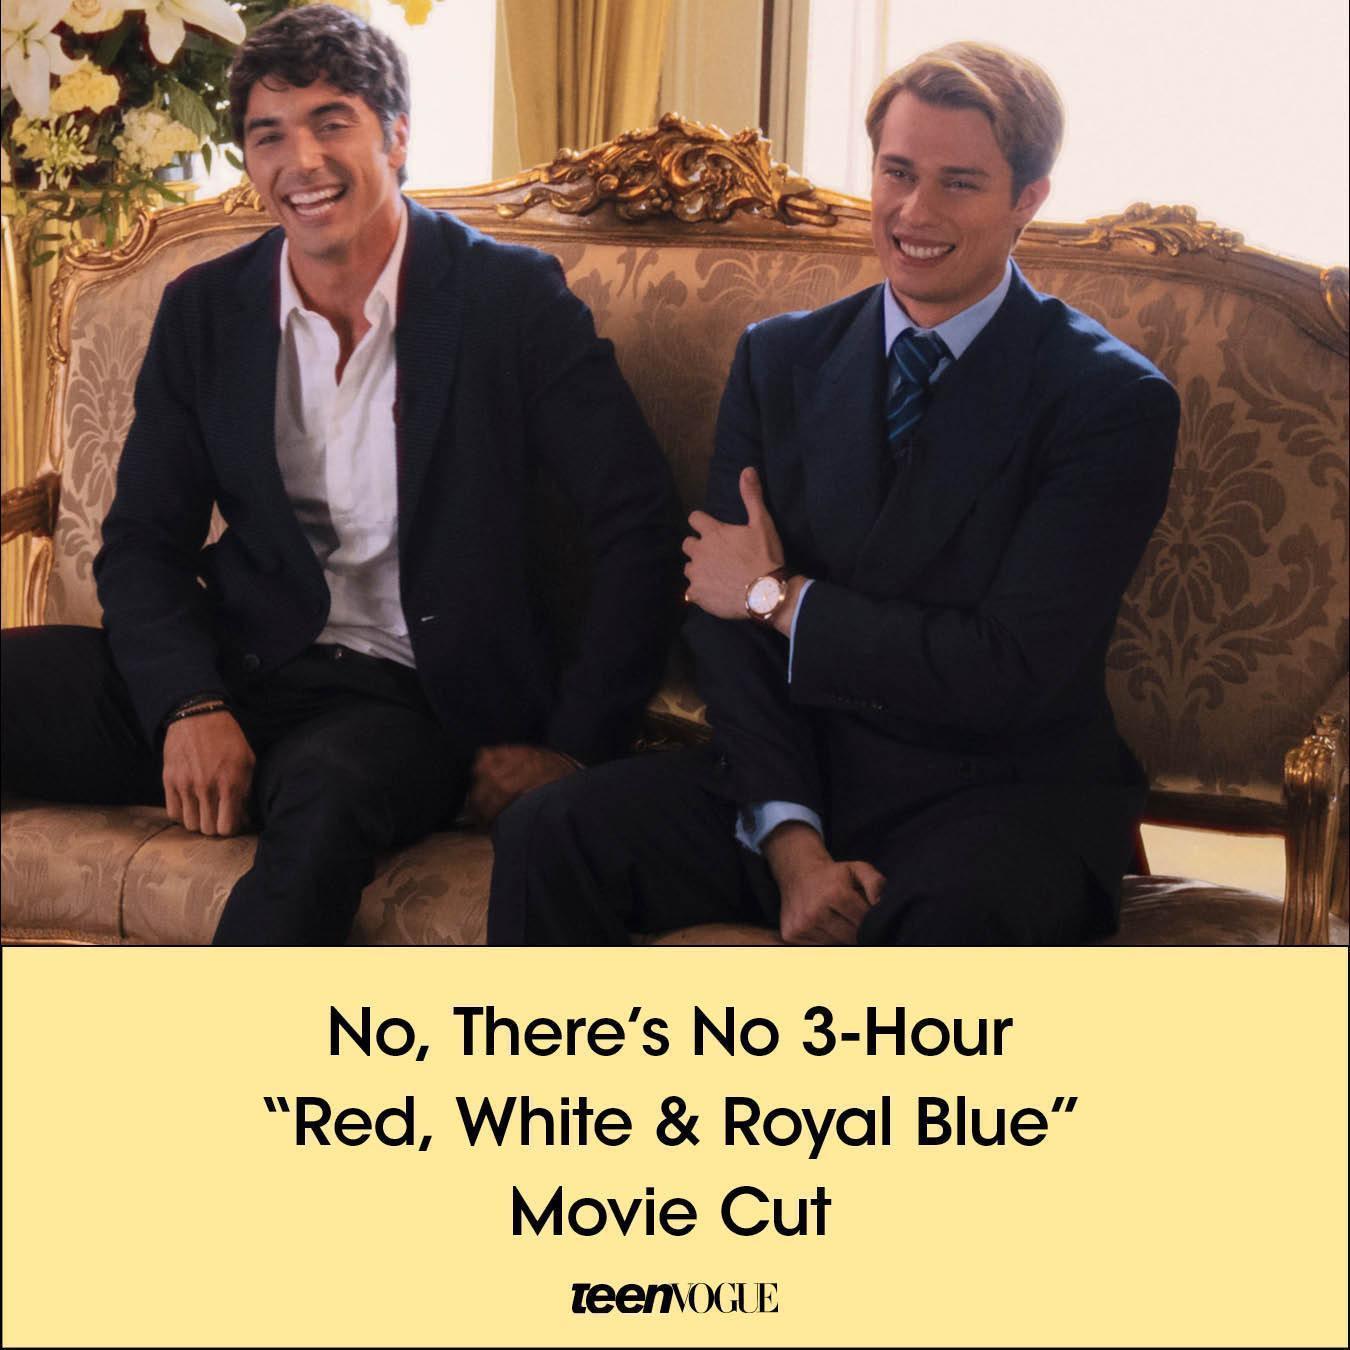 No, There’s No 3-Hour
“Red, White & Royal Blue”
Movie Cut
teenVOGUE